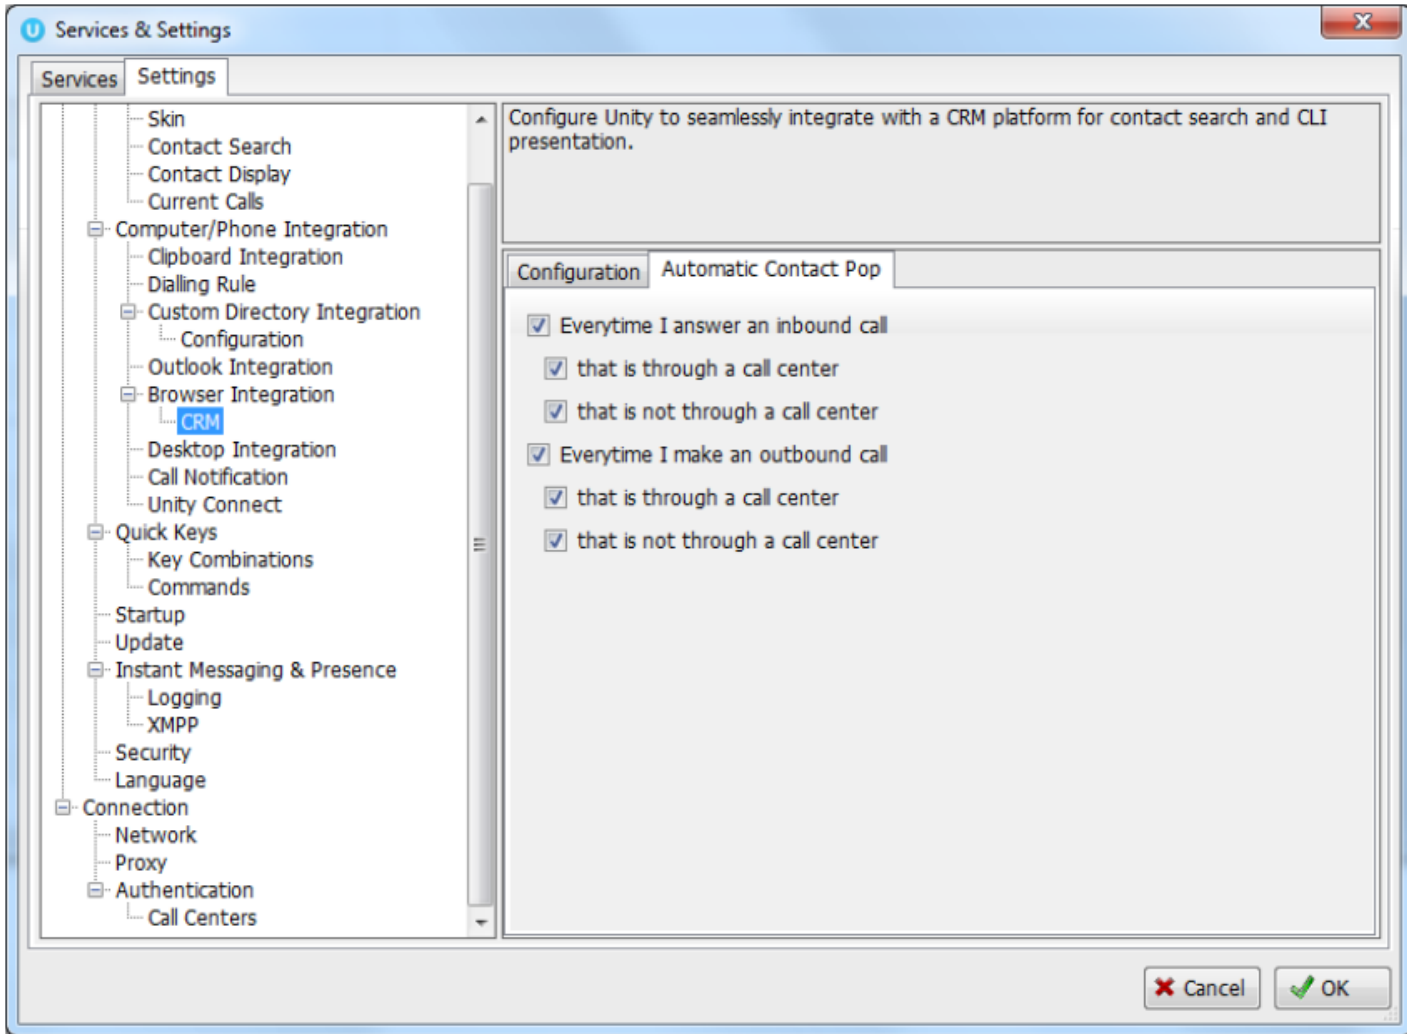 Services & Settings
Services
Settings
Skin
Contact Search
Contact Display
Current Calls
Computer/Phone Integration
Clipboard Integration
Dialling Rule
Custom Directory Integration
Configuration
Outlook Integration
Browser Integration
CRM
Desktop Integration
Call Notification
Unity Connect
Quick Keys
Key Combinations
Commands
Startup
Update
Instant Messaging & Presence
Logging
XMPP
Security
Language
Connection
Network
Proxy
Authentication
Call Centers
Configure Unity to seamlessly integrate with a CRM platform for contact search and CLI
presentation.
Configuration
Automatic Contact Pop
Everytime I answer an inbound call
that is through a call center
that is not through a call center
Everytime I make an outbound call
that is through a call center
that is not through a call center
Cancel
OK